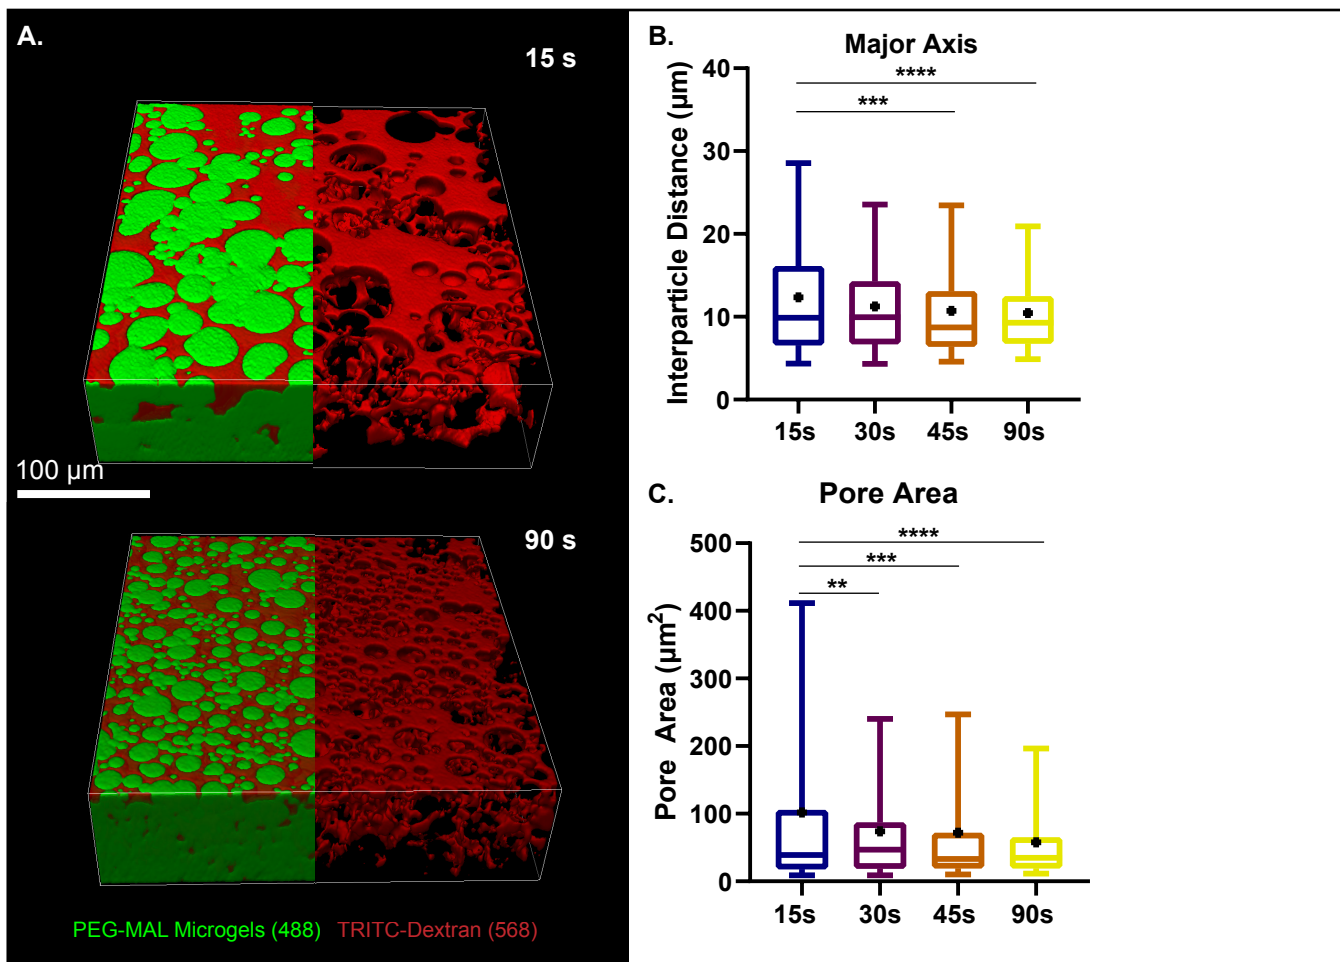 A.
15 s
100 µm
90 s
PEG-MAL Microgels (488) TRITC-Dextran (568)
B.
Major Axis
Interparticle Distance (µm)
40
30
20
10
0
****
***
15s 30s 45s 90s
C.
Pore Area
Pore Area (µm²)
500
400
300
200
100
0
****
***
**
15s 30s 45s 90s